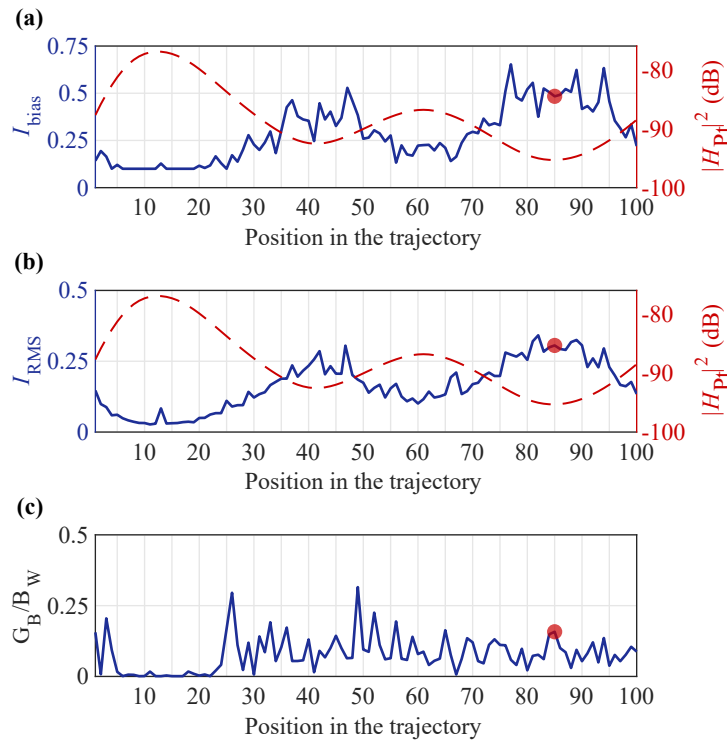 (a)
0.75
0.5
0.25
0
I_bias
-80
-90
-100
|H_Pt|^2 (dB)
10 20 30 40 50 60 70 80 90 100
Position in the trajectory
(b)
0.5
0.25
0
I_RMS
-80
-90
-100
|H_Pt|^2 (dB)
10 20 30 40 50 60 70 80 90 100
Position in the trajectory
(c)
0.5
0.25
0
G_B/B_W
10 20 30 40 50 60 70 80 90 100
Position in the trajectory